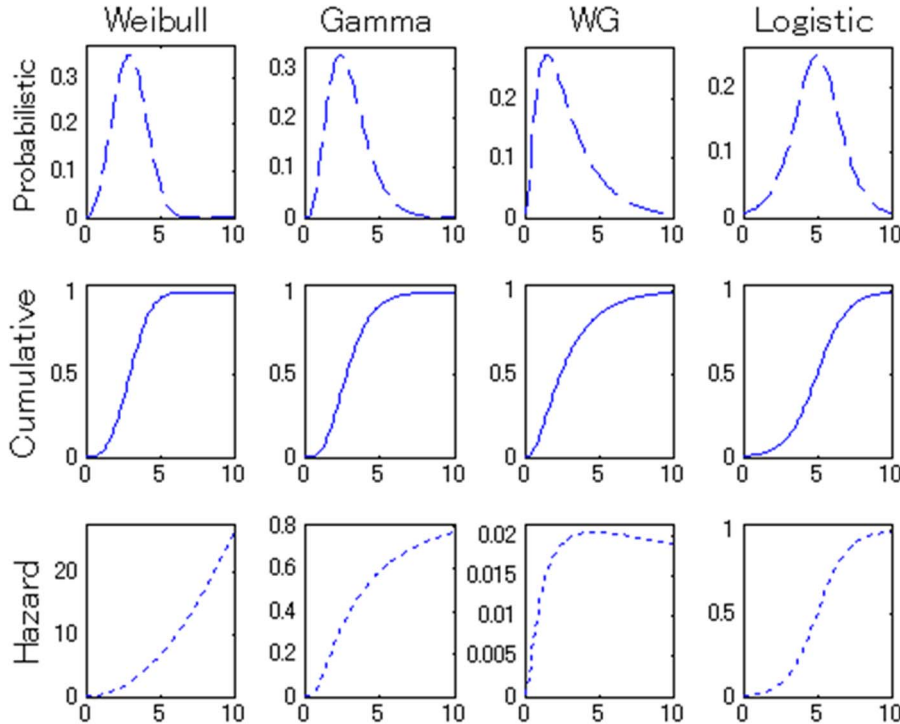 Weibull Gamma WG Logistic
Probabilistic
0.3 0.3 0.2
0.2 0.2 0.2
0.1 0.1 0.1 0.1
0 0 0 0
0 5 10 0 5 10 0 5 10 0 5 10
Cumulative
1 1 1 1
0.5 0.5 0.5 0.5
0 0 0 0
0 5 10 0 5 10 0 5 10 0 5 10
Hazard
20 0.8 0.02 1
10 0.6 0.015 0.5
0.4 0.01
0.2 0.005
0 0 0 0
0 5 10 0 5 10 0 5 10 0 5 10